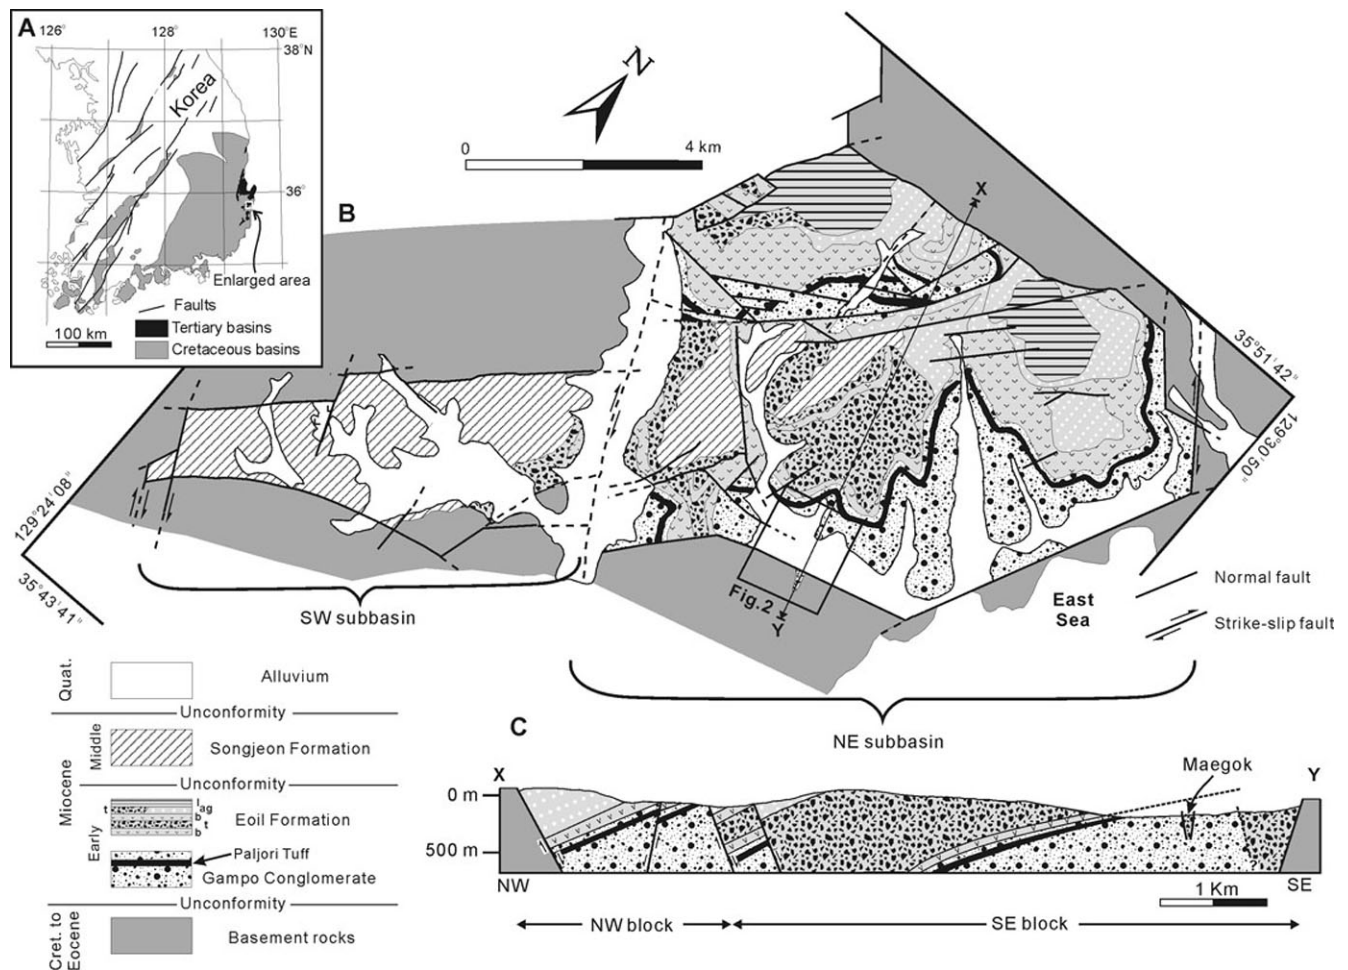 A
126°
128°
130°E
38°N
Korea
36°
Enlarged area
Faults
100 km
Tertiary basins
Cretaceous basins
B
N
0
4 km
X
35°51'42"
129°30'50"
129°24'08"
35°43'41"
Fig.2
Y
East
Sea
Normal fault
Strike-slip fault
SW subbasin
NE subbasin
Quat.
Alluvium
Unconformity
Miocene
Middle
Songjeon Formation
Unconformity
Early
l
t
ag
b
t
b
Eoil Formation
Paljori Tuff
Gampo Conglomerate
Unconformity
Cret. to
Eocene
Basement rocks
C
X
Maegok
Y
0 m
500 m
?
NW
SE
1 Km
NW block
SE block